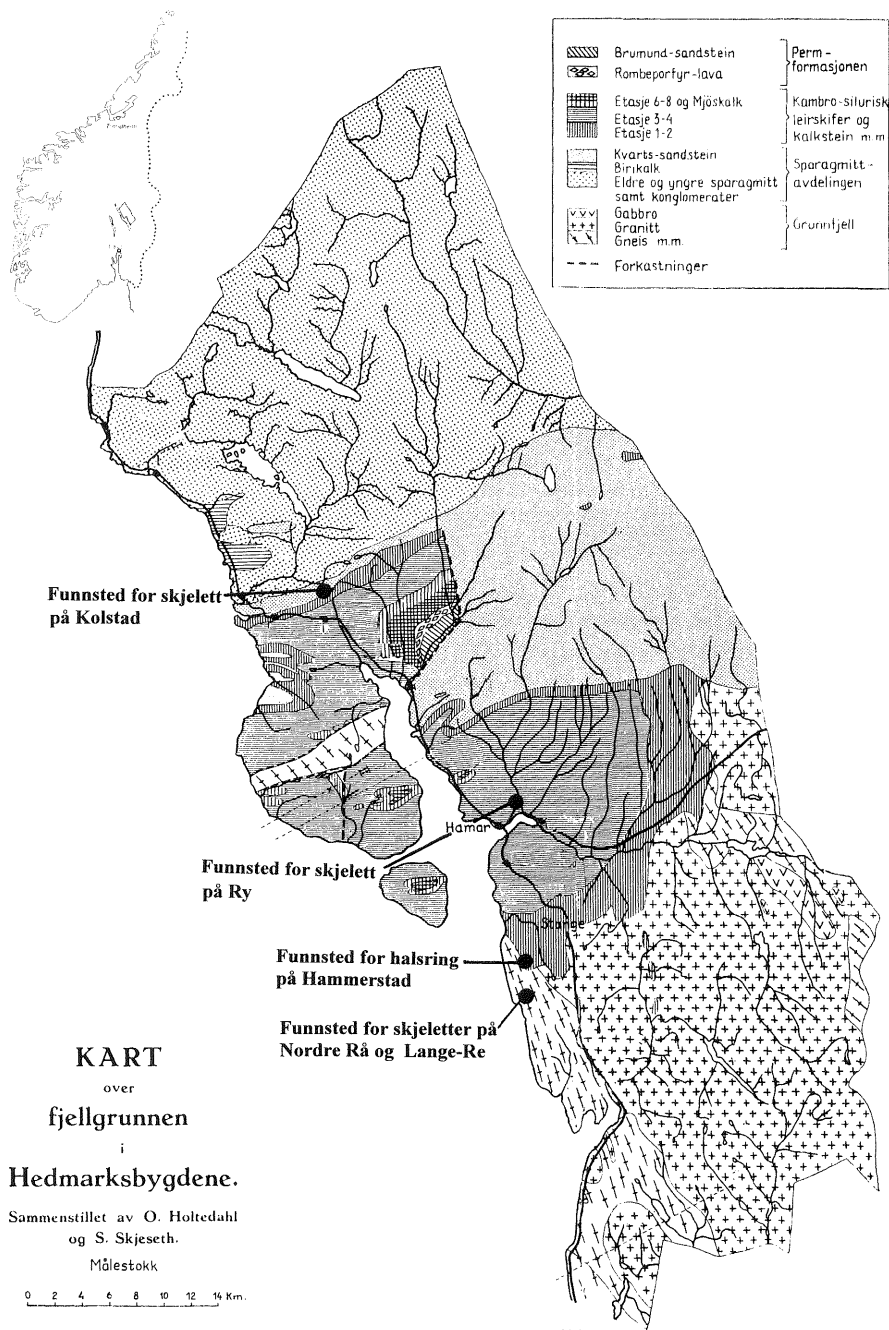 Brumund-sandstein
Rombeporfyr-lava
Perm-
formasjonen
Etasje 6-8 og Mjöskalk
Etasje 3-4
Etasje 1-2
Kambro-silurisk
leirskifer og
kalkstein m.m
Kvarts-sandstein
Birikalk
Eldre og yngre sparagmitt
samt konglomerater
Sparagmitt-
avdelingen
Gabbro
Granitt
Gneis m.m.
Grunnfjell
Forkastninger
Funnsted for skjelett
på Kolstad
Hamar
Funnsted for skjelett
på Ry
Stange
Funnsted for halsring
på Hammerstad
Funnsted for skjeletter på
Nordre Rå og Lange-Re
KART
over
fjellgrunnen
i
Hedmarksbygdene.
Sammenstillet av O. Holtedahl
og S. Skjeseth.
Målestokk
0 2 4 6 8 10 12 14 Km.